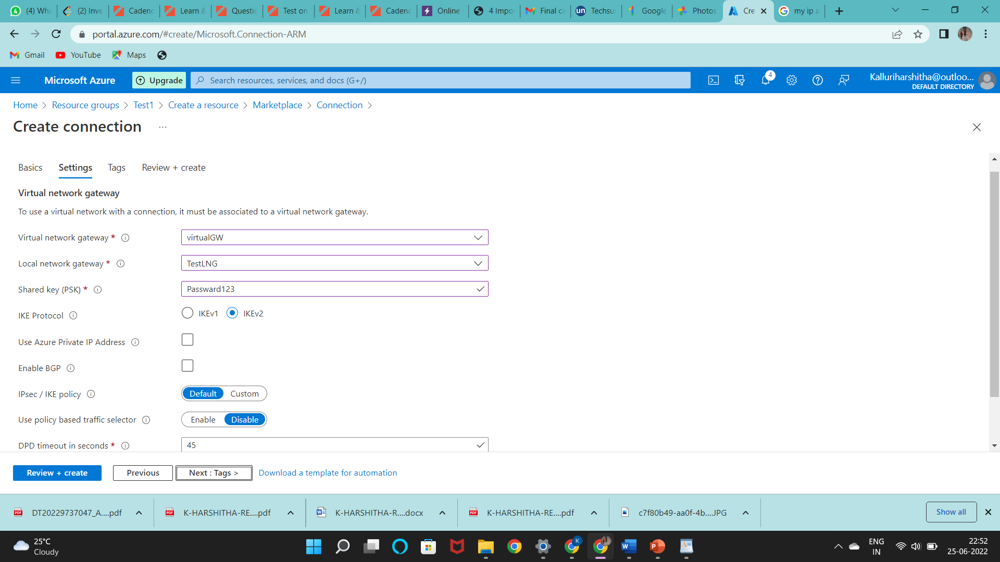 (4) Wha
(2) Inve
Cadenc
Learn &
Questic
Test on
Learn &
Cadenc
Online
4 Impo
Final ca
un
Techsur
Google
Photos
Cre
my ip a
portal.azure.com/#create/Microsoft.Connection-ARM
Gmail
YouTube
Maps
Microsoft Azure
Upgrade
Search resources, services, and docs (G+/)
4
Kalluriharshitha@outloo...
DEFAULT DIRECTORY
Home > Resource groups > Test1 > Create a resource > Marketplace > Connection >
Create connection ...
Basics
Settings
Tags
Review + create
Virtual network gateway
To use a virtual network with a connection, it must be associated to a virtual network gateway.
Virtual network gateway *
virtualGW
Local network gateway *
TestLNG
Shared key (PSK) *
Passward123
IKE Protocol
IKEv1
IKEv2
Use Azure Private IP Address
Enable BGP
IPsec / IKE policy
Default
Custom
Use policy based traffic selector
Enable
Disable
DPD timeout in seconds *
45
Review + create
Previous
Next : Tags >
Download a template for automation
DT20229737047_A....pdf
K-HARSHITHA-RE....pdf
K-HARSHITHA-R....docx
K-HARSHITHA-RE....pdf
c7f80b49-aa0f-4b....JPG
Show all
25°C
Cloudy
K
ENG
IN
22:52
25-06-2022